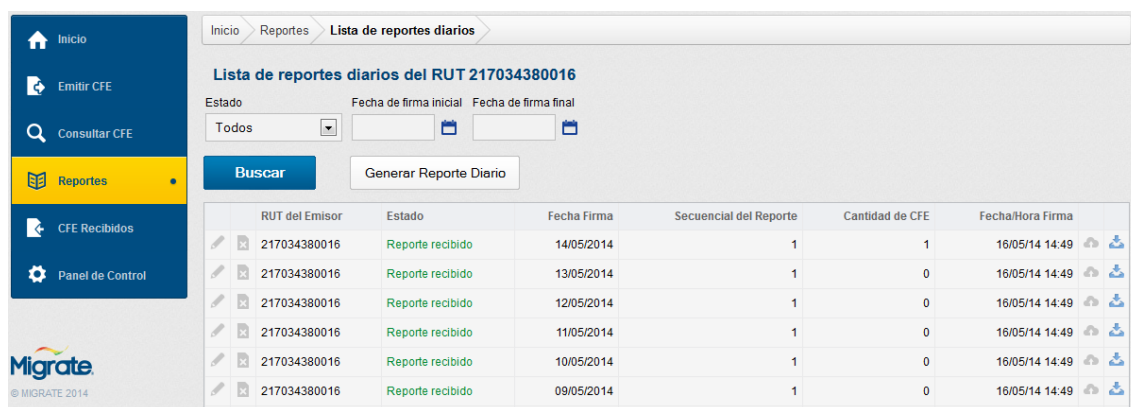 Inicio
Emitir CFE
Consultar CFE
Reportes
CFE Recibidos
Panel de Control
Migrate.
© MIGRATE 2014
Inicio Reportes Lista de reportes diarios
Lista de reportes diarios del RUT 217034380016
Estado Fecha de firma inicial Fecha de firma final
Todos
Buscar Generar Reporte Diario
RUT del Emisor Estado Fecha Firma Secuencial del Reporte Cantidad de CFE Fecha/Hora Firma
217034380016 Reporte recibido 14/05/2014 1 1 16/05/14 14:49
217034380016 Reporte recibido 13/05/2014 1 0 16/05/14 14:49
217034380016 Reporte recibido 12/05/2014 1 0 16/05/14 14:49
217034380016 Reporte recibido 11/05/2014 1 0 16/05/14 14:49
217034380016 Reporte recibido 10/05/2014 1 0 16/05/14 14:49
217034380016 Reporte recibido 09/05/2014 1 0 16/05/14 14:49